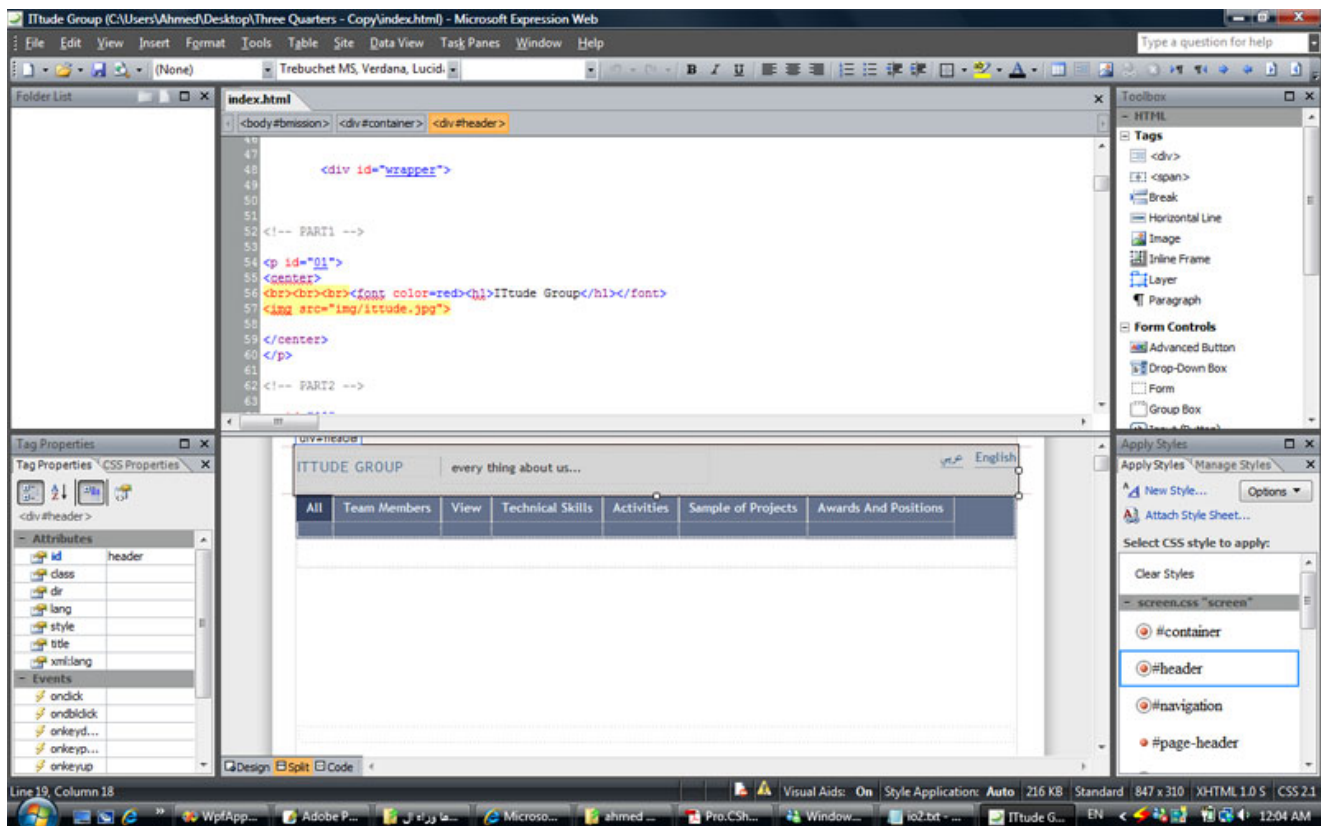 ITtude Group (C:\Users\Ahmed\Desktop\Three Quarters - Copy\index.html) - Microsoft Expression Web
File Edit View Insert Format Tools Table Site Data View Task Panes Window Help
Type a question for help
(None) Trebuchet MS, Verdana, Lucid B I U A
Folder List
index.html
<body#bmission> <div#container> <div#header>
46
47
48 <div id="wrapper">
49
50
51
52 <!-- PART1 -->
53
54 <p id="01">
55 <center>
56 <br><br><br><font color=red><h1>ITtude Group</h1></font>
57 <img src="img/ittude.jpg">
58
59 </center>
60 </p>
61
62 <!-- PART2 -->
63
Toolbox
HTML
Tags
<div>
<span>
Break
Horizontal Line
Image
Inline Frame
Layer
Paragraph
Form Controls
Advanced Button
Drop-Down Box
Form
Group Box
Tag Properties
Tag Properties CSS Properties
<div#header>
Attributes
id header
class
dir
lang
style
title
xml:lang
Events
onclick
ondblclick
onkeyd...
onkeyp...
onkeyup
div#header
ITTUDE GROUP every thing about us... عربي English
All Team Members View Technical Skills Activities Sample of Projects Awards And Positions
Design Split Code
Apply Styles
Apply Styles Manage Styles
New Style... Options
Attach Style Sheet...
Select CSS style to apply:
Clear Styles
screen.css "screen"
#container
#header
#navigation
#page-header
Line 19, Column 18
Visual Aids: On Style Application: Auto 216 KB Standard 847 x 310 XHTML 1.0 S CSS 2.1
WpfApp... Adobe P... ما وراء ال... Microso... ahmed ... Pro.CSh... Window... io2.txt - ... ITtude G... EN 12:04 AM